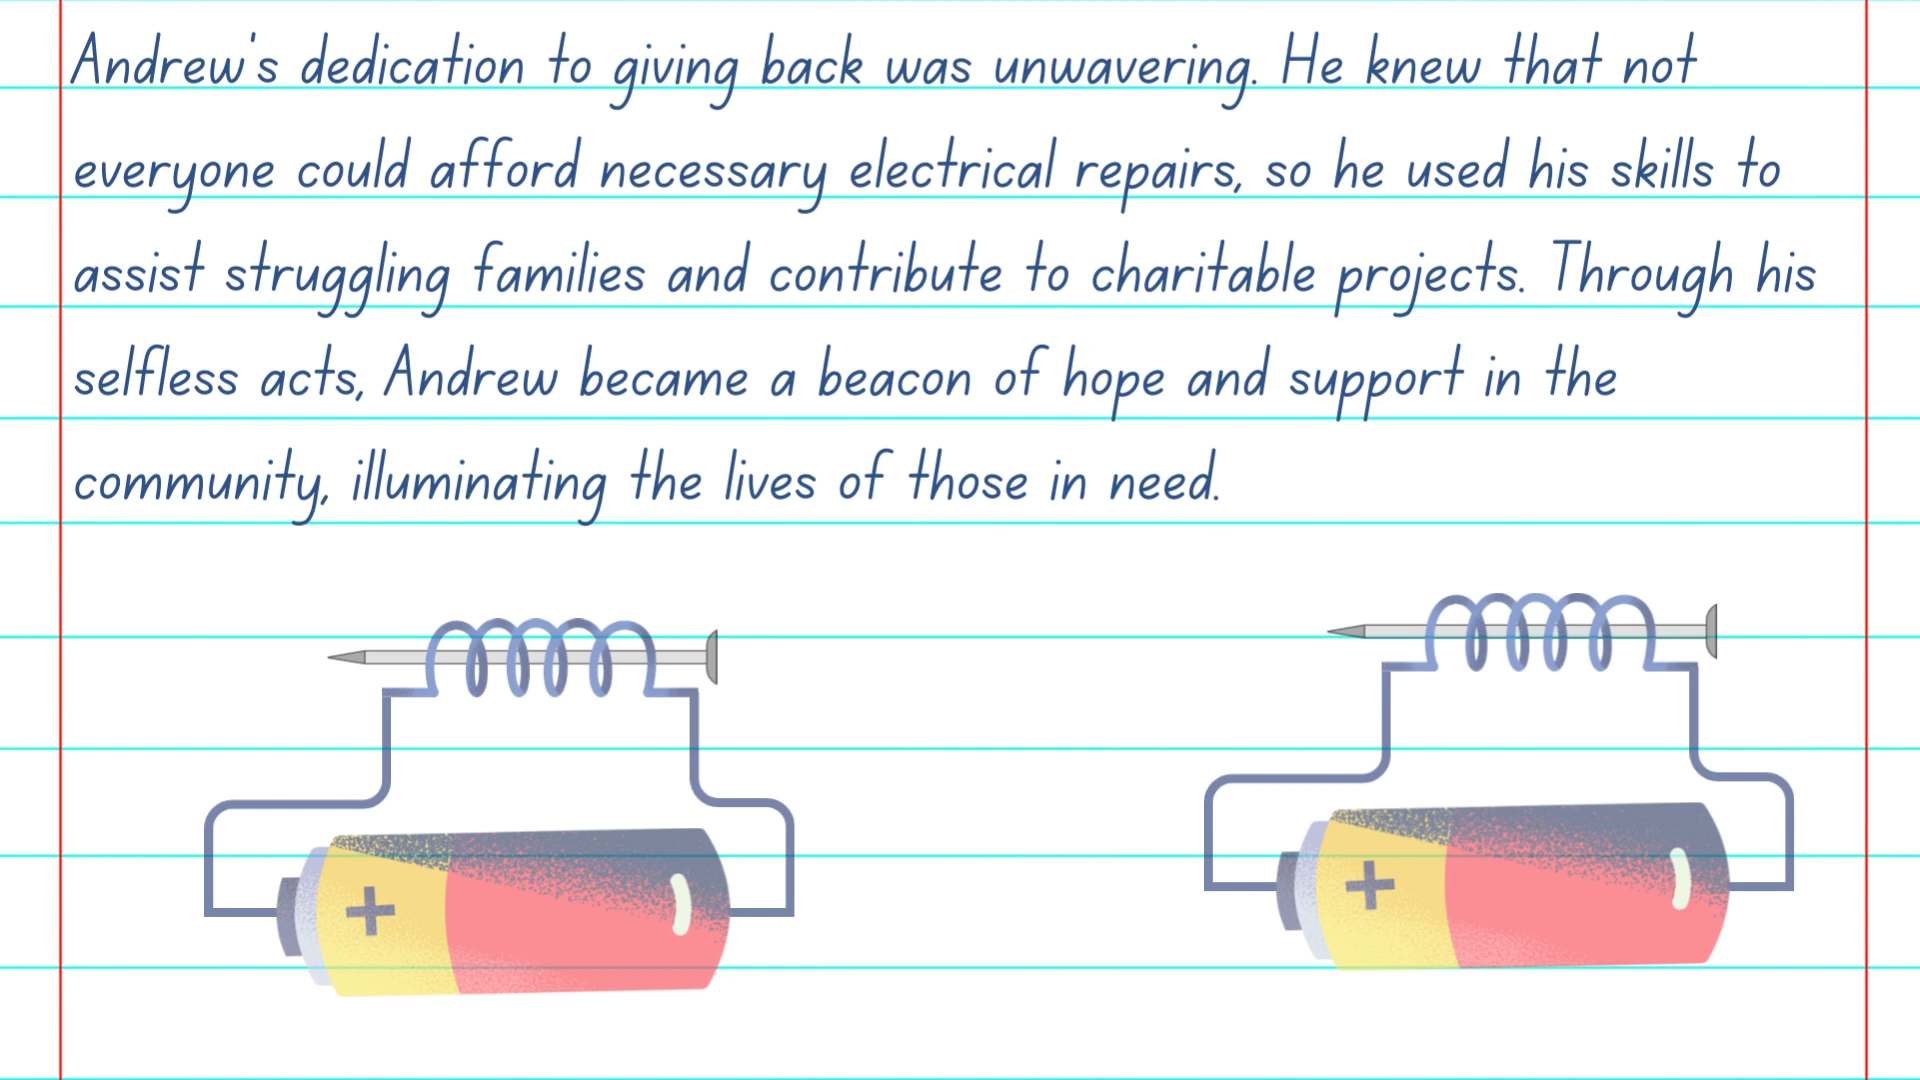 Andrew's dedication to giving back was unwavering. He knew that not
everyone could afford necessary electrical repairs, so he used his skills to
assist struggling families and contribute to charitable projects. Through his
selfless acts, Andrew became a beacon of hope and support in the
community, illuminating the lives of those in need.
+ +